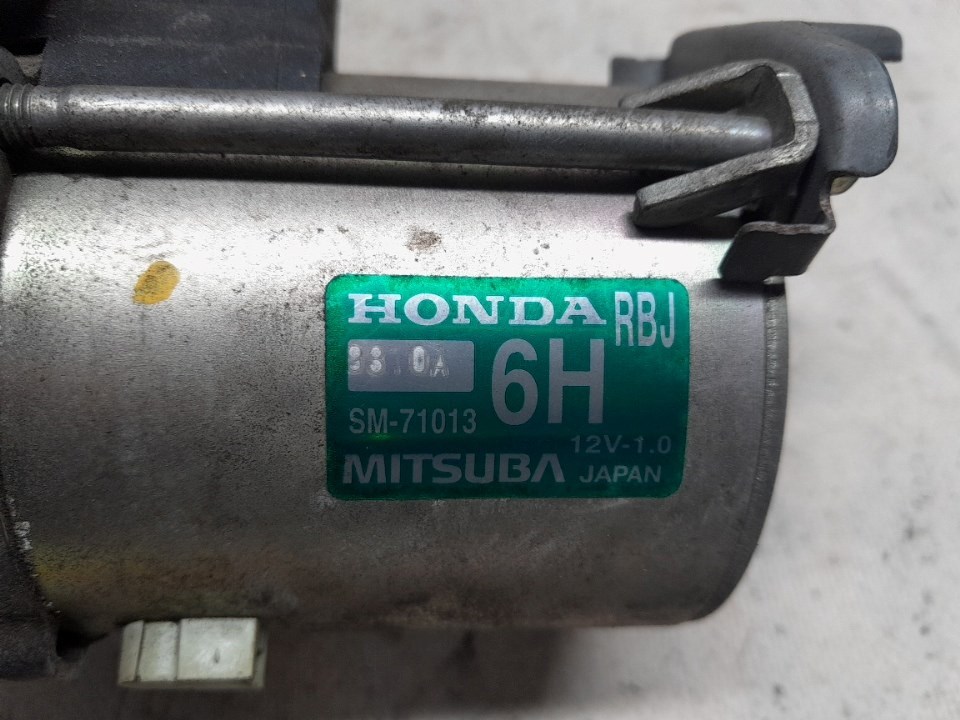 HONDA RBJ
6H
SM-71013
12V-1.0
MITSUBA JAPAN